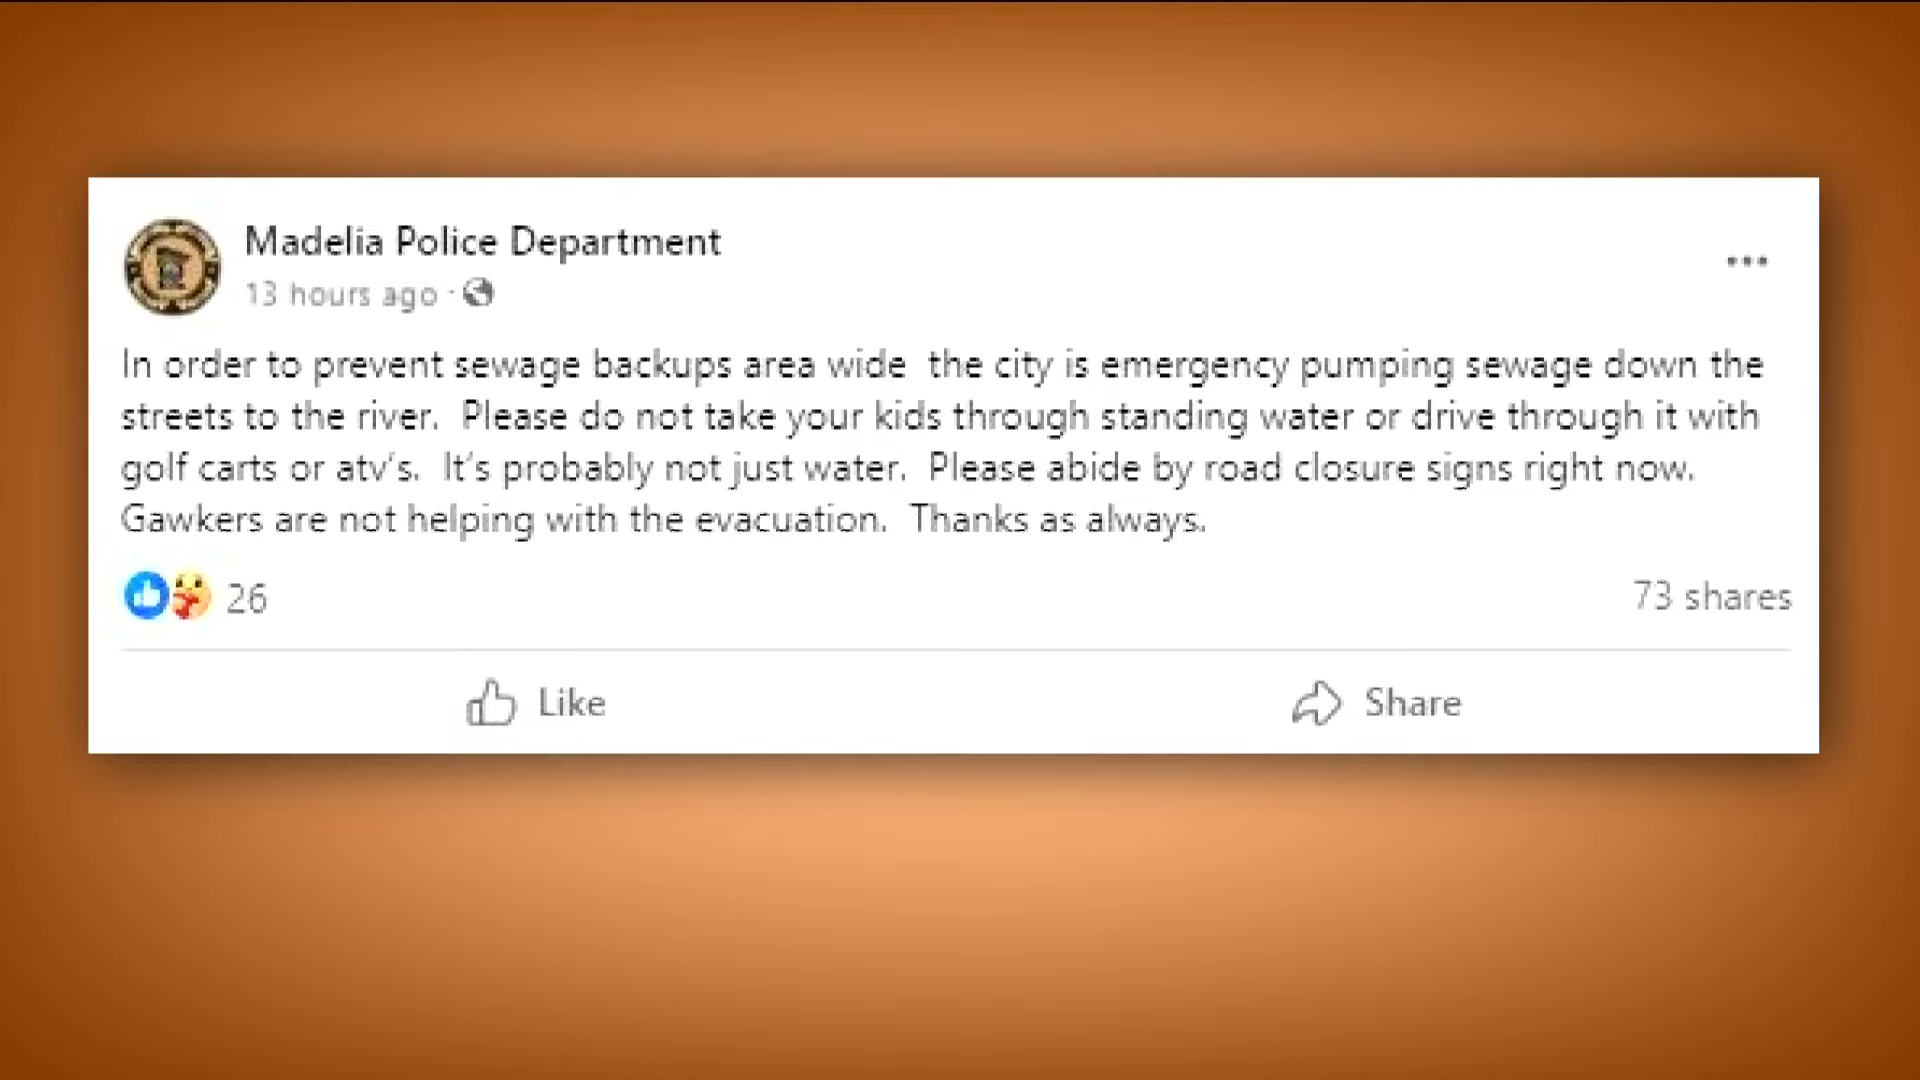 Madelia Police Department
13 hours ago ·
In order to prevent sewage backups area wide  the city is emergency pumping sewage down the
streets to the river.  Please do not take your kids through standing water or drive through it with
golf carts or atv's.  It's probably not just water.  Please abide by road closure signs right now.
Gawkers are not helping with the evacuation.  Thanks as always.
26
73 shares
Like
Share